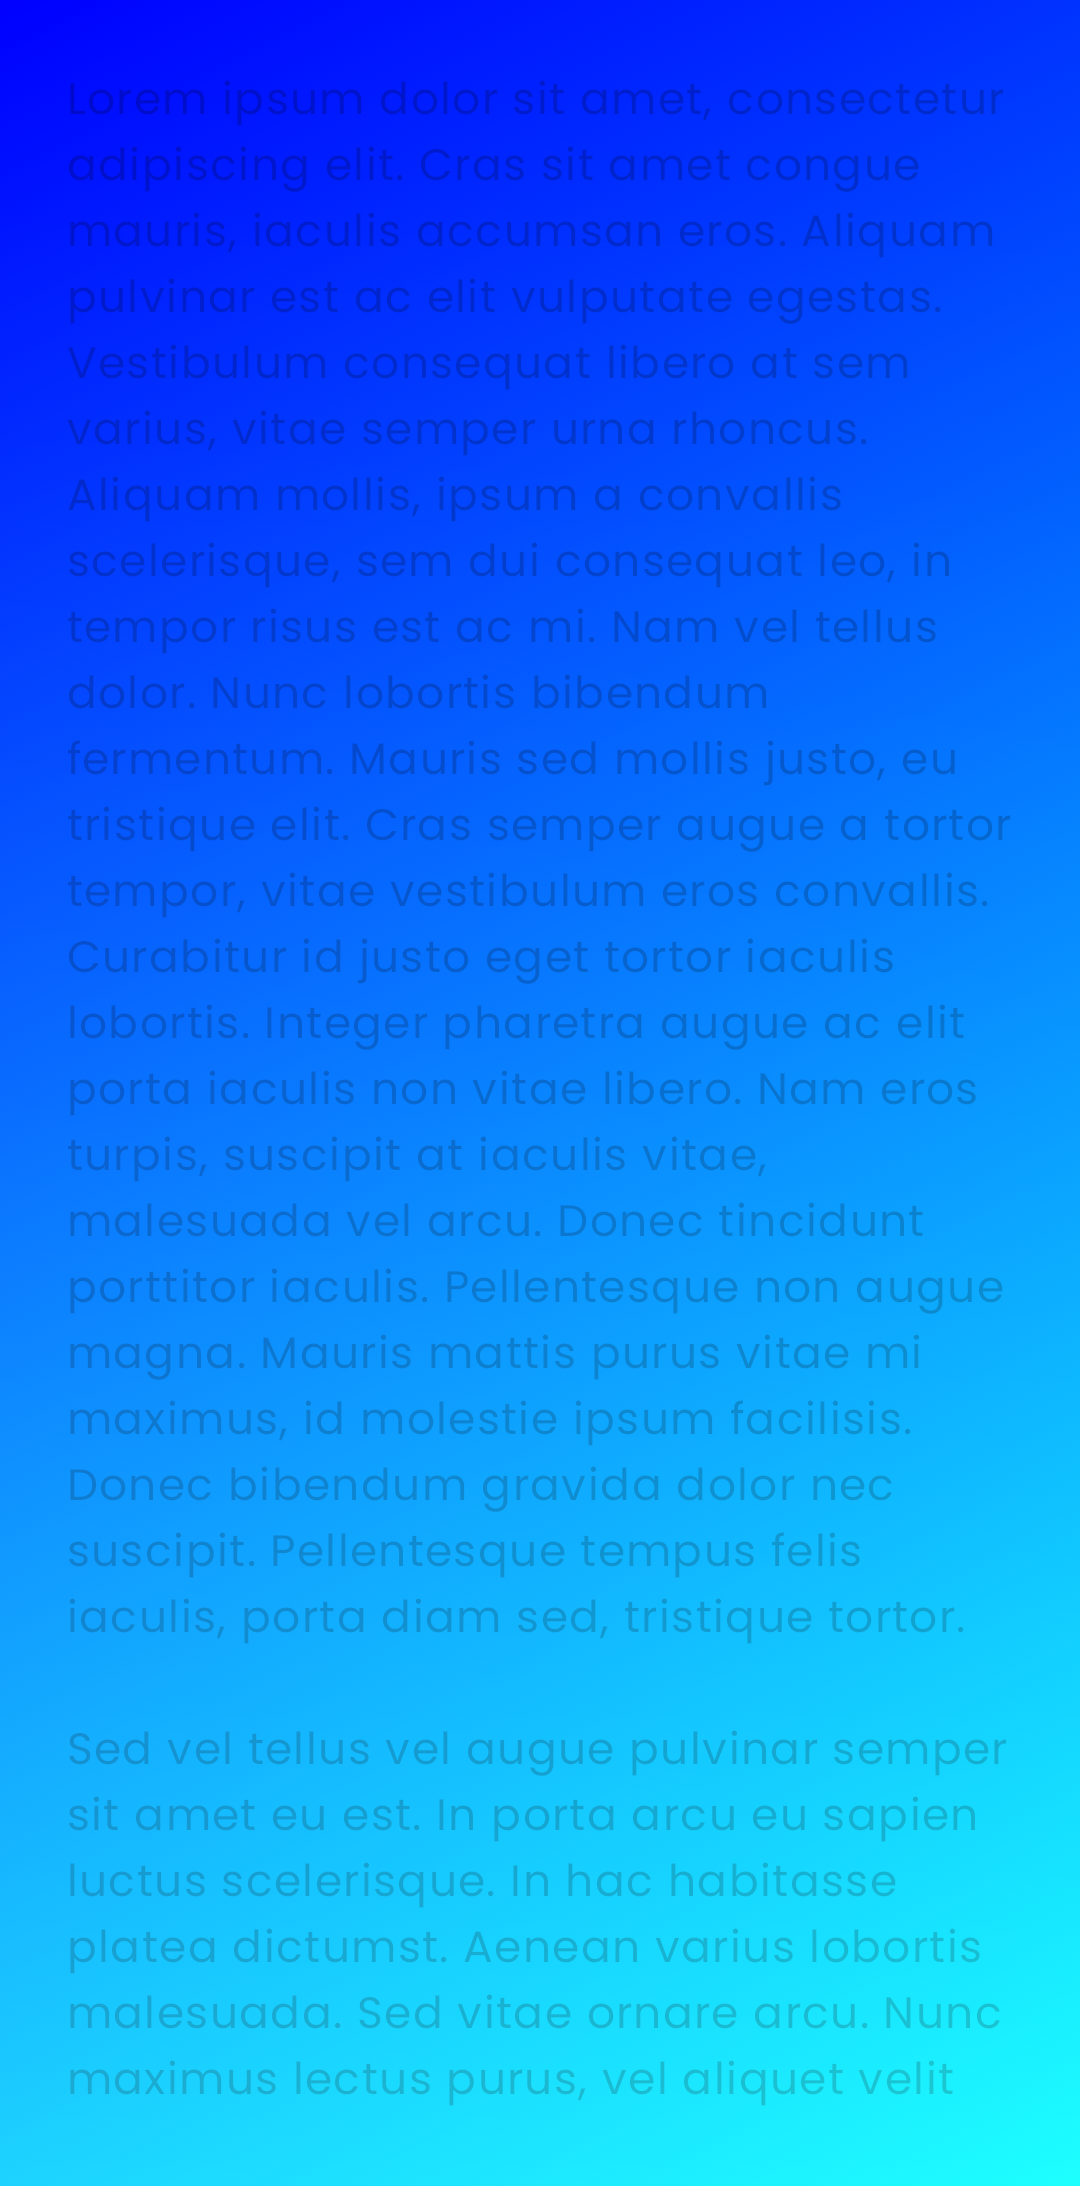 Lorem ipsum dolor sit amet, consectetur
adipiscing elit. Cras sit amet congue
mauris, iaculis accumsan eros. Aliquam
pulvinar est ac elit vulputate egestas.
Vestibulum consequat libero at sem
varius, vitae semper urna rhoncus.
Aliquam mollis, ipsum a convallis
scelerisque, sem dui consequat leo, in
tempor risus est ac mi. Nam vel tellus
dolor. Nunc lobortis bibendum
fermentum. Mauris sed mollis justo, eu
tristique elit. Cras semper augue a tortor
tempor, vitae vestibulum eros convallis.
Curabitur id justo eget tortor iaculis
lobortis. Integer pharetra augue ac elit
porta iaculis non vitae libero. Nam eros
turpis, suscipit at iaculis vitae,
malesuada vel arcu. Donec tincidunt
porttitor iaculis. Pellentesque non augue
magna. Mauris mattis purus vitae mi
maximus, id molestie ipsum facilisis.
Donec bibendum gravida dolor nec
suscipit. Pellentesque tempus felis
iaculis, porta diam sed, tristique tortor.
Sed vel tellus vel augue pulvinar semper
sit amet eu est. In porta arcu eu sapien
luctus scelerisque. In hac habitasse
platea dictumst. Aenean varius lobortis
malesuada. Sed vitae ornare arcu. Nunc
maximus lectus purus, vel aliquet velit